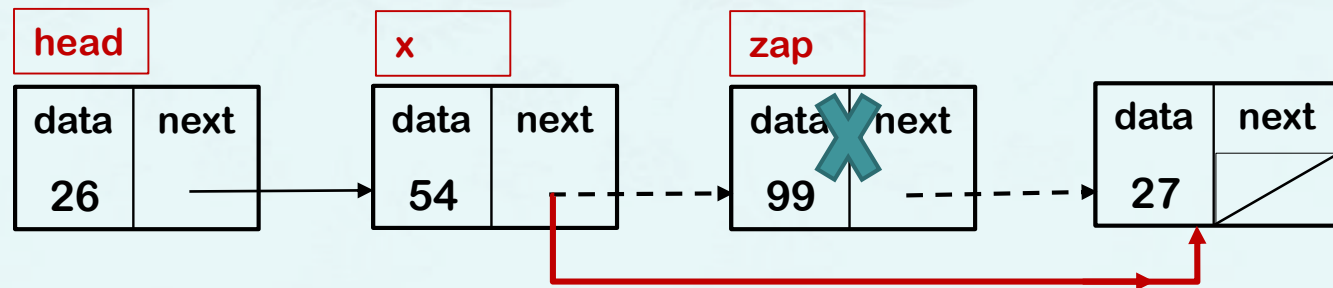 head x zap
data next data next data next data next
26 54 99 27